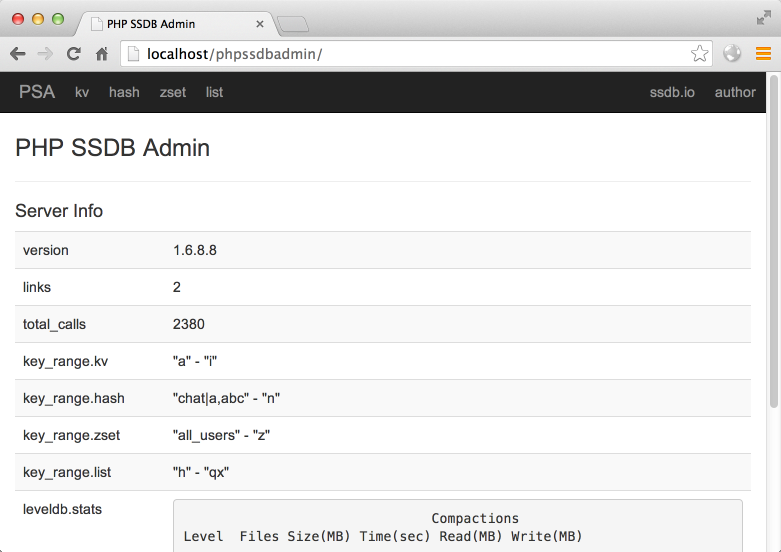 PHP SSDB Admin
localhost/phpssdbadmin/
PSA kv hash zset list ssdb.io author
PHP SSDB Admin
Server Info
version 1.6.8.8
links 2
total_calls 2380
key_range.kv "a" - "i"
key_range.hash "chat|a,abc" - "n"
key_range.zset "all_users" - "z"
key_range.list "h" - "qx"
leveldb.stats
Compactions
Level Files Size(MB) Time(sec) Read(MB) Write(MB)